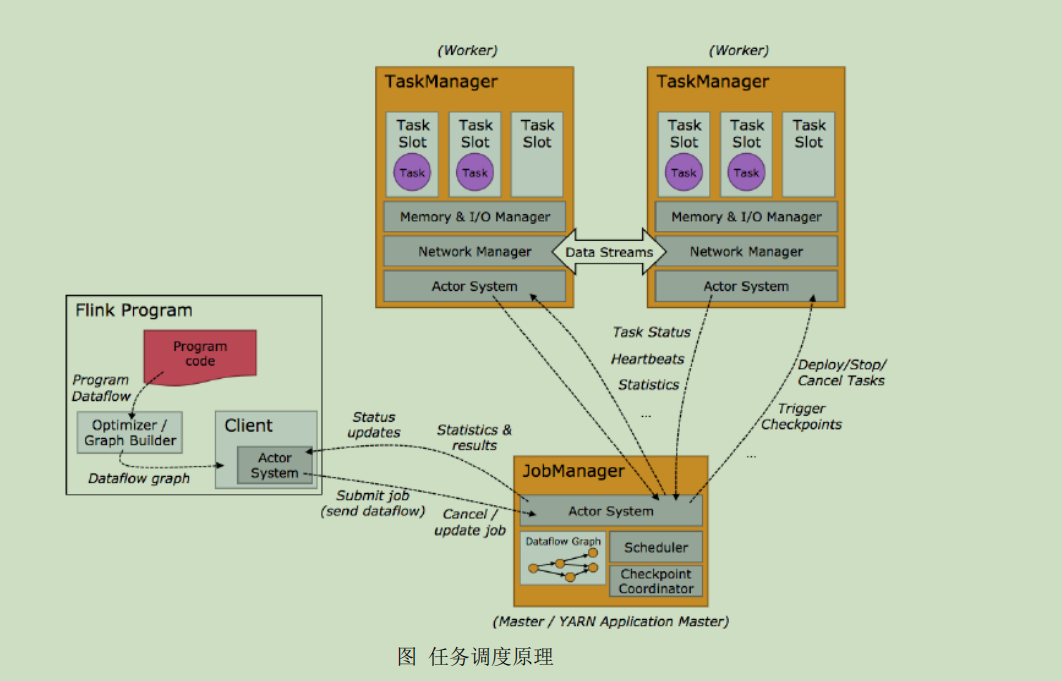 (Worker)
TaskManager
Task
Slot
Task
Task
Slot
Task
Task
Slot
Memory & I/O Manager
Network Manager
Actor System
(Worker)
TaskManager
Task
Slot
Task
Task
Slot
Task
Task
Slot
Memory & I/O Manager
Network Manager
Actor System
Data Streams
Flink Program
Program
code
Program
Dataflow
Optimizer /
Graph Builder
Dataflow graph
Client
Actor
System
Status
updates
Statistics &
results
Submit job
(send dataflow)
Cancel /
update job
Task Status
Heartbeats
Statistics
...
Deploy/Stop/
Cancel Tasks
Trigger
Checkpoints
...
JobManager
Actor System
Dataflow Graph
Scheduler
Checkpoint
Coordinator
(Master / YARN Application Master)
图 任务调度原理